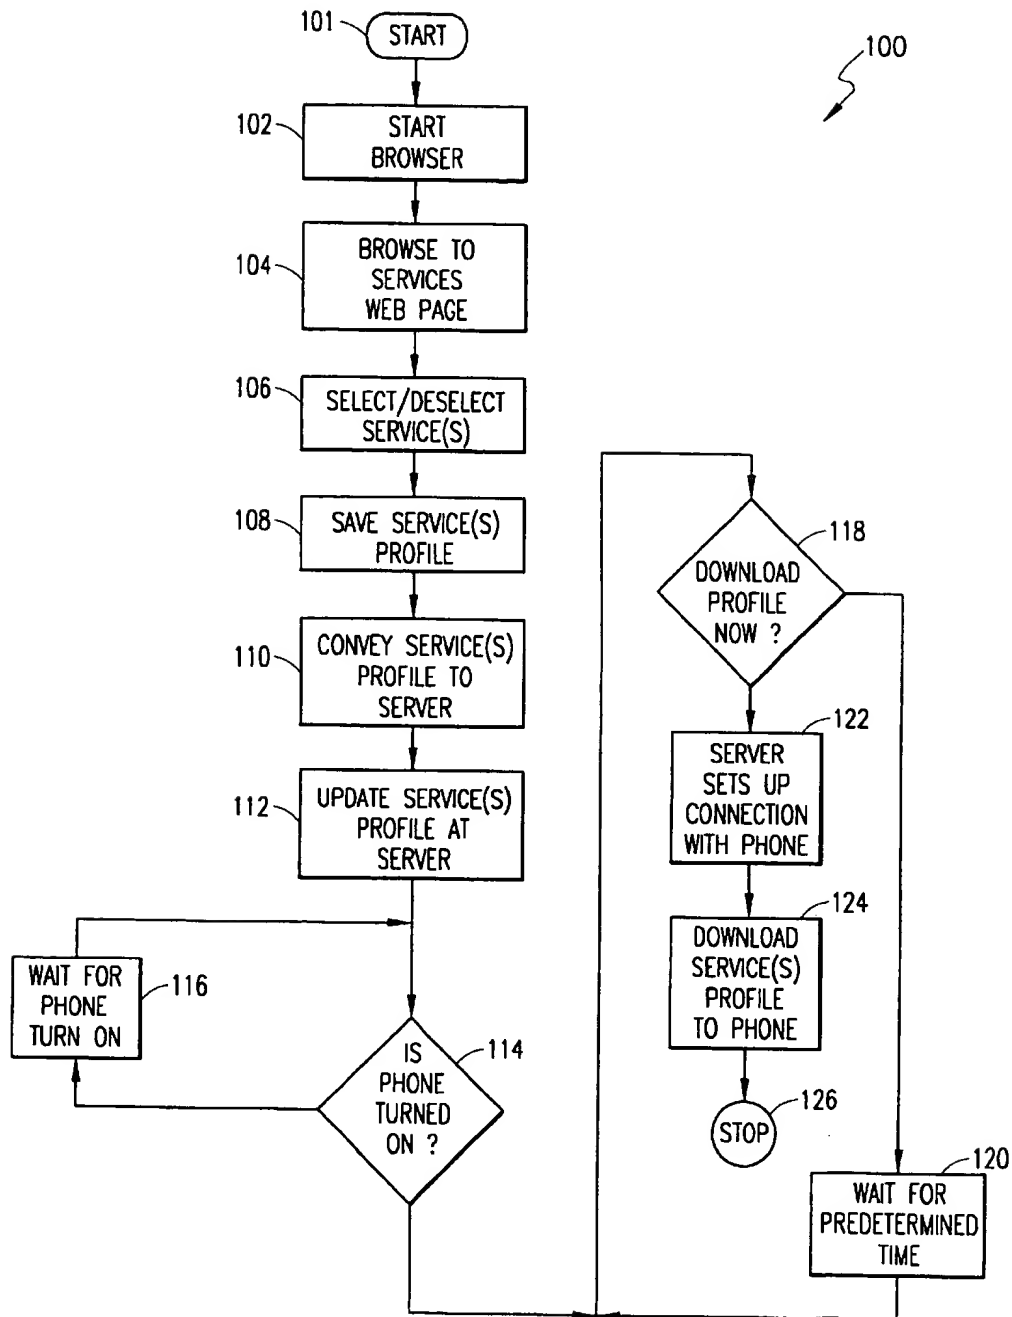 101
START
100
102
START
BROWSER
104
BROWSE TO
SERVICES
WEB PAGE
106
SELECT/DESELECT
SERVICE(S)
108
SAVE SERVICE(S)
PROFILE
110
CONVEY SERVICE(S)
PROFILE TO
SERVER
112
UPDATE SERVICE(S)
PROFILE AT
SERVER
WAIT FOR
PHONE
TURN ON
116
IS
PHONE
TURNED
ON ?
114
118
DOWNLOAD
PROFILE
NOW ?
122
SERVER
SETS UP
CONNECTION
WITH PHONE
124
DOWNLOAD
SERVICE(S)
PROFILE
TO PHONE
126
STOP
120
WAIT FOR
PREDETERMINED
TIME